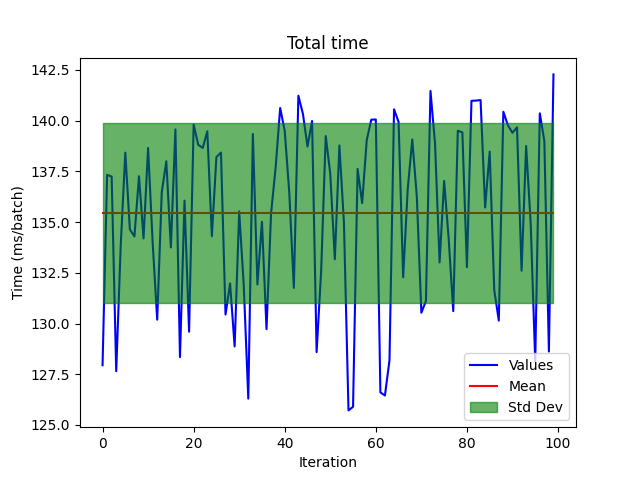 Total time
142.5
140.0
137.5
135.0
132.5
130.0
127.5
125.0
Time (ms/batch)
0 20 40 60 80 100
Iteration
Values
Mean
Std Dev